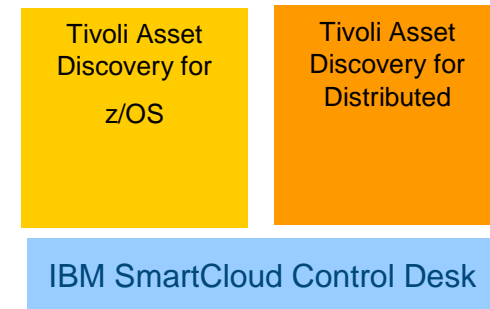 Tivoli Asset
Discovery for
z/OS
Tivoli Asset
Discovery for
Distributed
IBM SmartCloud Control Desk